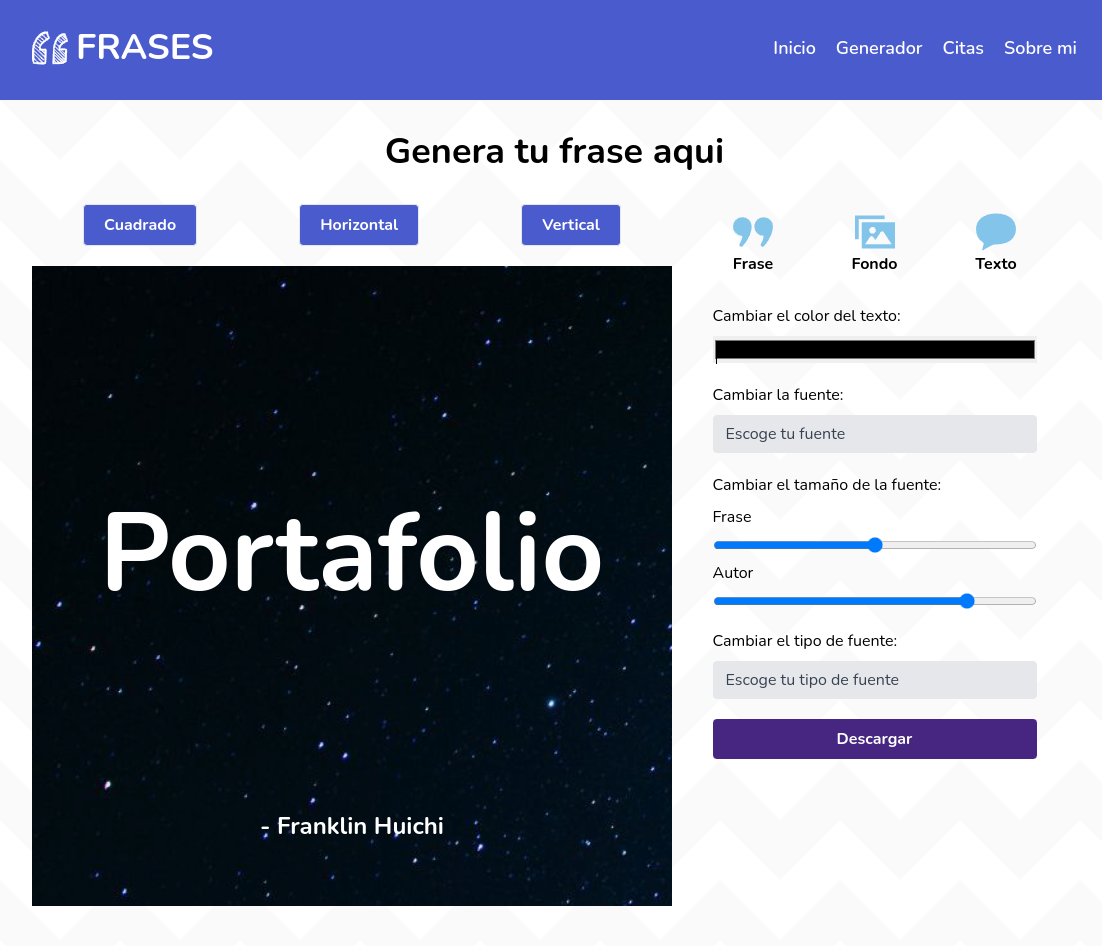 FRASES
Inicio Generador Citas Sobre mi
Genera tu frase aqui
Cuadrado Horizontal Vertical
Portafolio
- Franklin Huichi
Frase Fondo Texto
Cambiar el color del texto:
Cambiar la fuente:
Escoge tu fuente
Cambiar el tamaño de la fuente:
Frase
Autor
Cambiar el tipo de fuente:
Escoge tu tipo de fuente
Descargar